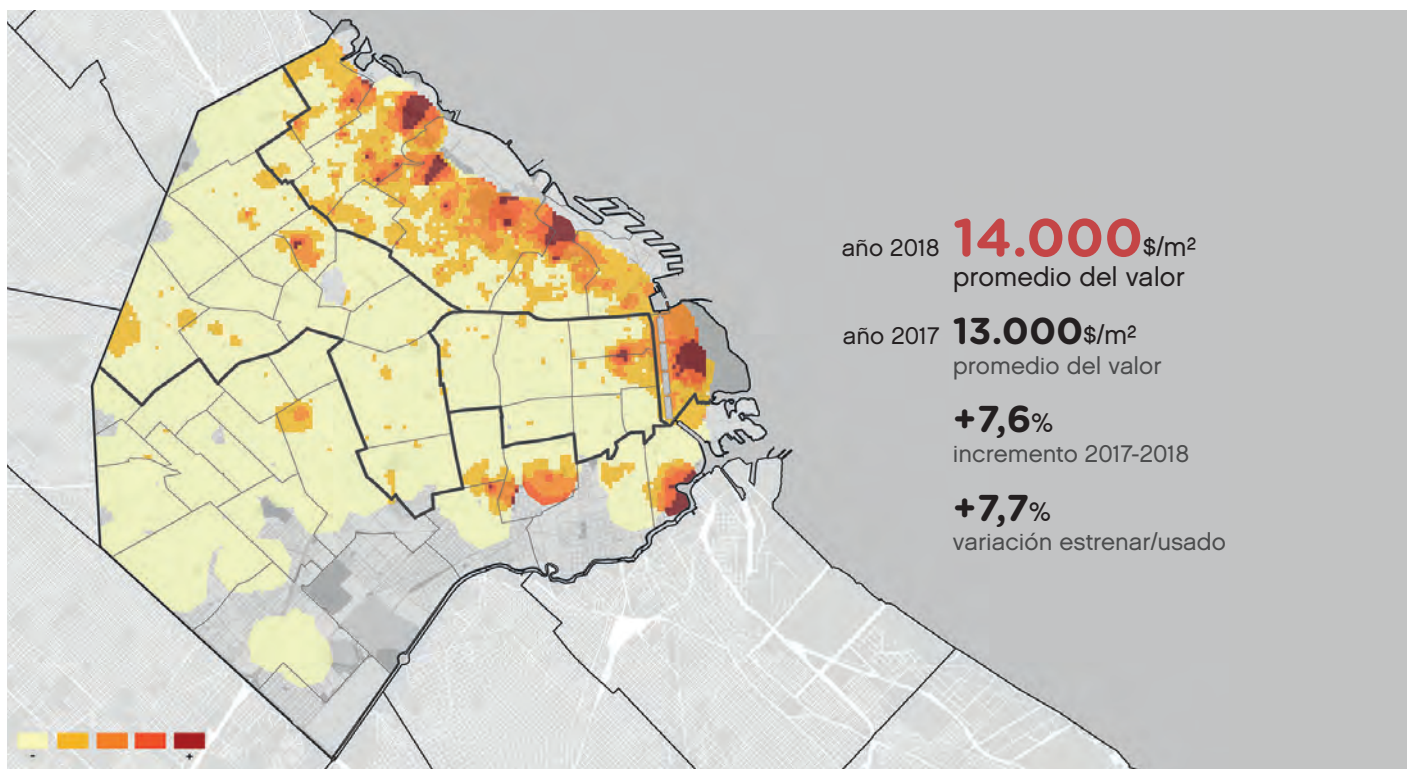 año 2018 14.000$/m²
promedio del valor
año 2017 13.000$/m²
promedio del valor
+7,6%
incremento 2017-2018
+7,7%
variación estrenar/usado
- +